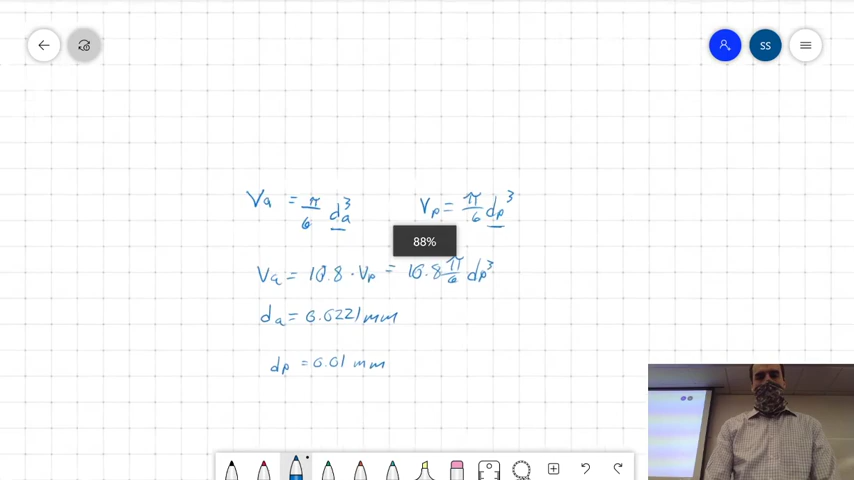 SS
Va = π/6 da³
Vp = π/6 dp³
88%
Va = 10.8 · Vp = 10.8 π/6 dp³
da = 0.0221 mm
dp = 0.01 mm